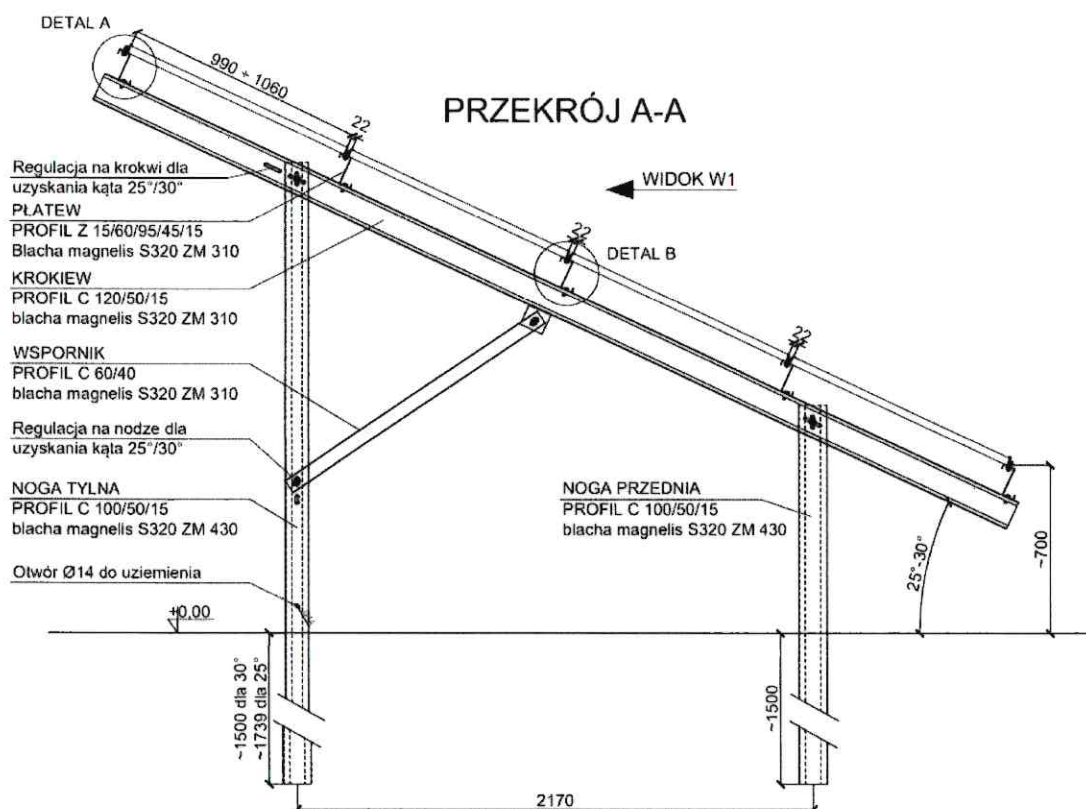 DETAL A
990 ÷ 1060
22
PRZEKRÓJ A-A
Regulacja na krokwi dla
uzyskania kąta 25°/30°
WIDOK W1
PŁATEW
PROFIL Z 15/60/95/45/15
Blacha magnelis S320 ZM 310
22
DETAL B
KROKIEW
PROFIL C 120/50/15
blacha magnelis S320 ZM 310
22
WSPORNIK
PROFIL C 60/40
blacha magnelis S320 ZM 310
Regulacja na nodze dla
uzyskania kąta 25°/30°
NOGA TYLNA
PROFIL C 100/50/15
blacha magnelis S320 ZM 430
NOGA PRZEDNIA
PROFIL C 100/50/15
blacha magnelis S320 ZM 430
25°-30°
~700
Otwór Ø14 do uziemienia
±0,00
~1500 dla 30°
~1739 dla 25°
~1500
2170